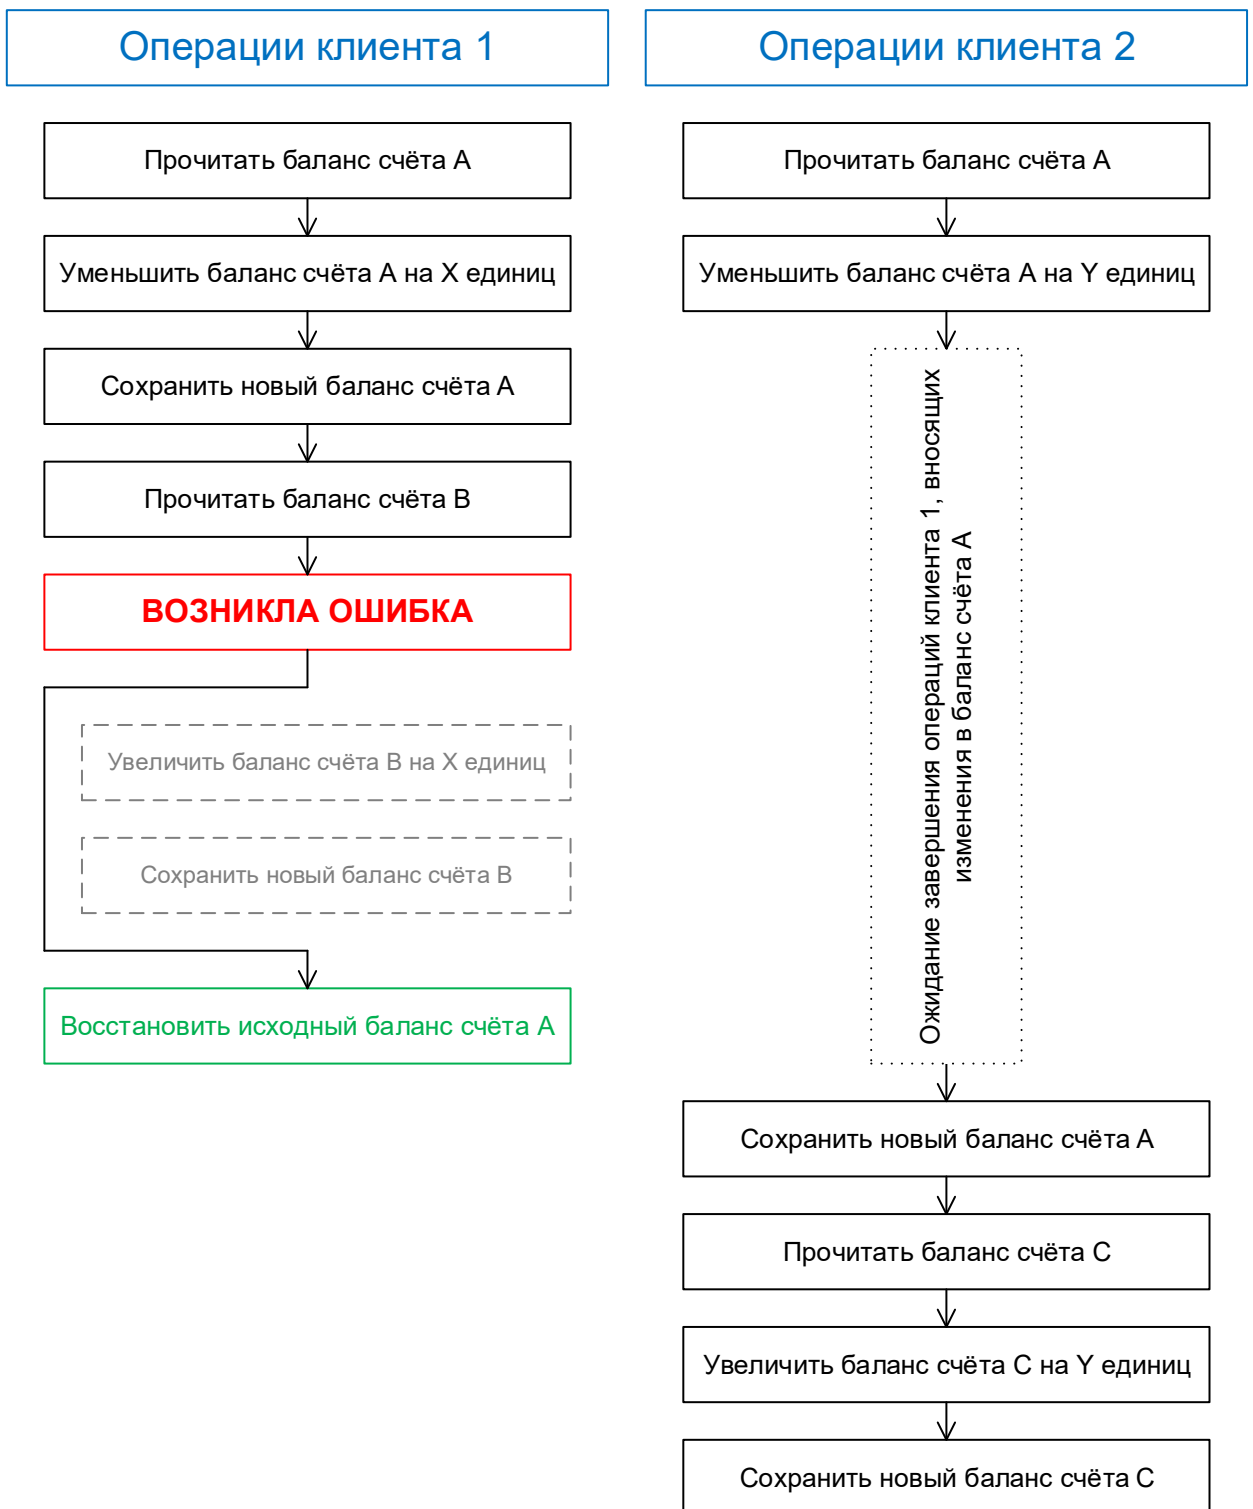 Операции клиента 1
Прочитать баланс счёта A
Уменьшить баланс счёта A на X единиц
Сохранить новый баланс счёта A
Прочитать баланс счёта B
ВОЗНИКЛА ОШИБКА
Увеличить баланс счёта B на X единиц
Сохранить новый баланс счёта B
Восстановить исходный баланс счёта A
Операции клиента 2
Прочитать баланс счёта A
Уменьшить баланс счёта A на Y единиц
Ожидание завершения операций клиента 1, вносящих
изменения в баланс счёта A
Сохранить новый баланс счёта A
Прочитать баланс счёта C
Увеличить баланс счёта C на Y единиц
Сохранить новый баланс счёта C